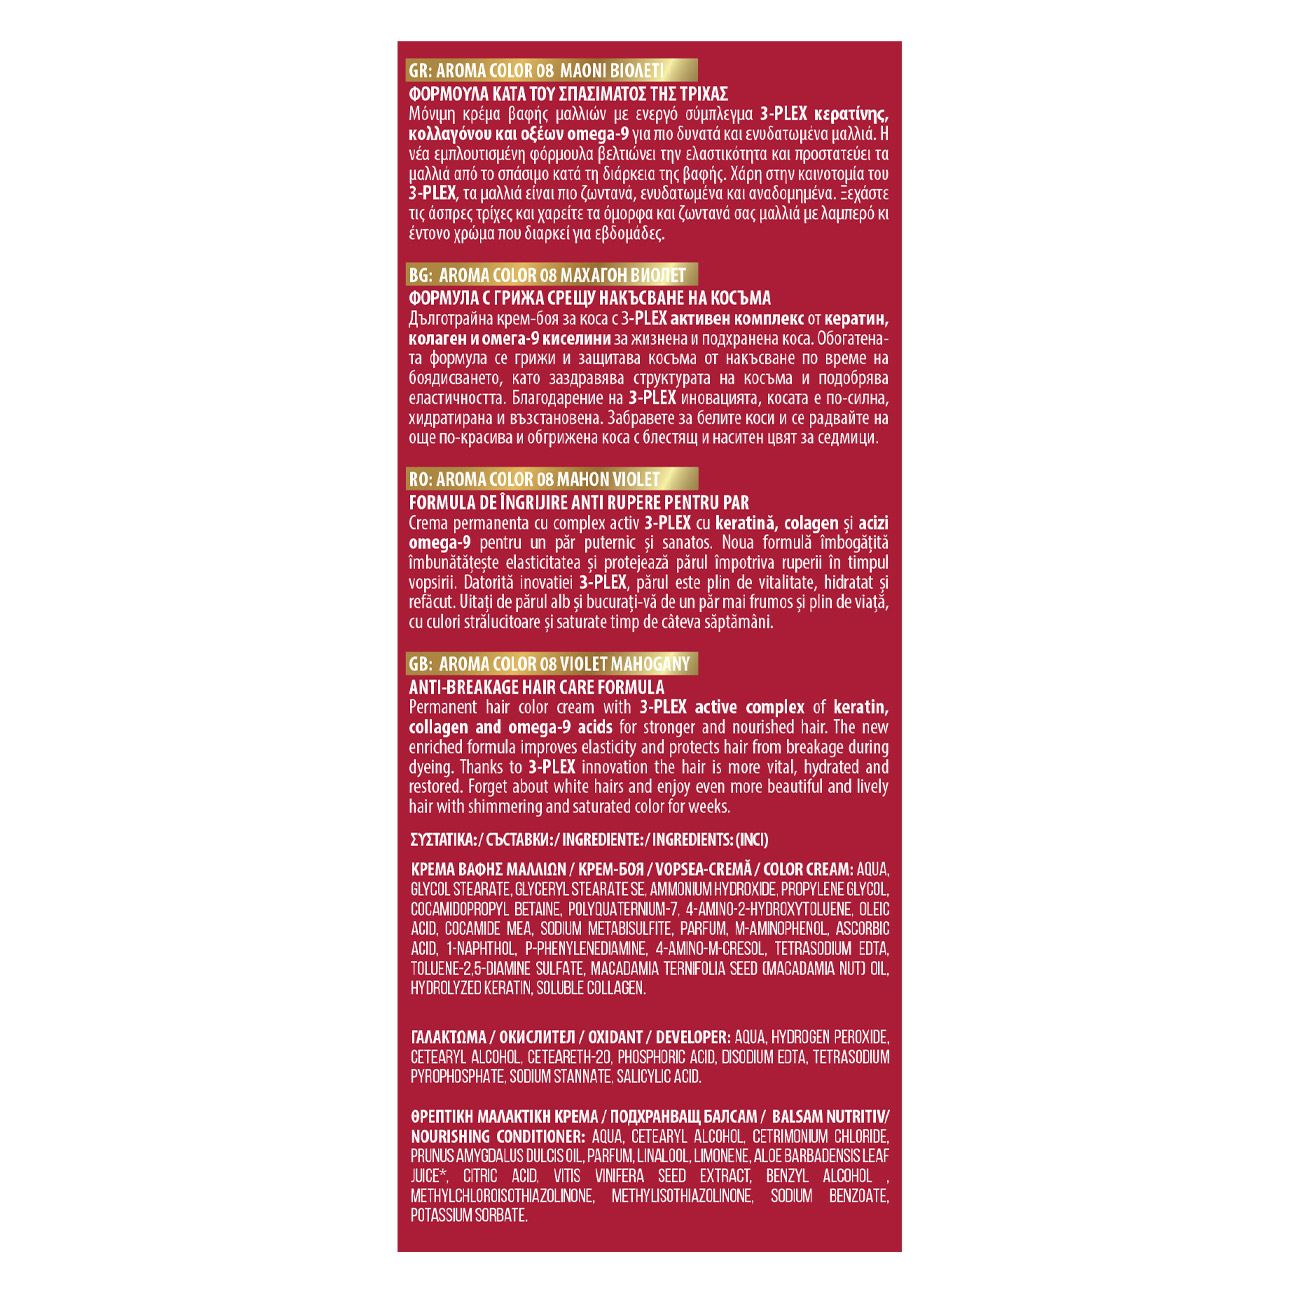 GR: AROMA COLOR 08 ΜΑΟΝΙ ΒΙΟΛΕΤΙ
ΦΟΡΜΟΥΛΑ ΚΑΤΑ ΤΟΥ ΣΠΑΣΙΜΑΤΟΣ ΤΗΣ ΤΡΙΧΑΣ
Μόνιμη κρέμα βαφής μαλλιών με ενεργό σύμπλεγμα 3-PLEX κερατίνης,
κολλαγόνου και οξέων omega-9 για πιο δυνατά και ενυδατωμένα μαλλιά. Η
νέα εμπλουτισμένη φόρμουλα βελτιώνει την ελαστικότητα και προστατεύει τα
μαλλιά από το σπάσιμο κατά τη διάρκεια της βαφής. Χάρη στην καινοτομία του
3-PLEX, τα μαλλιά είναι πιο ζωντανά, ενυδατωμένα και αναδομημένα. Ξεχάστε
τις άσπρες τρίχες και χαρείτε τα όμορφα και ζωντανά σας μαλλιά με λαμπερό κι
έντονο χρώμα που διαρκεί για εβδομάδες.
BG: AROMA COLOR 08 МАХАГОН ВИОЛЕТ
ФОРМУЛА С ГРИЖА СРЕЩУ НАКЪСВАНЕ НА КОСЪМА
Дълготрайна крем-боя за коса с 3-PLEX активен комплекс от кератин,
колаген и омега-9 киселини за жизнена и подхранена коса. Обогатена-
та формула се грижи и защитава косъма от накъсване по време на
боядисването, като заздравява структурата на косъма и подобрява
еластичността. Благодарение на 3-PLEX иновацията, косата е по-силна,
хидратирана и възстановена. Забравете за белите коси и се радвайте на
още по-красива и обгрижена коса с блестящ и наситен цвят за седмици.
RO: AROMA COLOR 08 MAHON VIOLET
FORMULA DE ÎNGRIJIRE ANTI RUPERE PENTRU PAR
Crema permanenta cu complex activ 3-PLEX cu keratină, colagen și acizi
omega-9 pentru un păr puternic și sanatos. Noua formulă îmbogățită
îmbunătățește elasticitatea și protejează părul împotriva ruperii în timpul
vopsirii. Datorită inovatiei 3-PLEX, părul este plin de vitalitate, hidratat și
refăcut. Uitați de părul alb și bucurați-vă de un păr mai frumos și plin de viață,
cu culori strălucitoare și saturate timp de câteva săptămâni.
GB: AROMA COLOR 08 VIOLET MAHOGANY
ANTI-BREAKAGE HAIR CARE FORMULA
Permanent hair color cream with 3-PLEX active complex of keratin,
collagen and omega-9 acids for stronger and nourished hair. The new
enriched formula improves elasticity and protects hair from breakage during
dyeing. Thanks to 3-PLEX innovation the hair is more vital, hydrated and
restored. Forget about white hairs and enjoy even more beautiful and lively
hair with shimmering and saturated color for weeks.
ΣΥΣΤΑΤΙΚΑ:/ СЪСТАВКИ:/ INGREDIENTE:/ INGREDIENTS: (INCI)
ΚΡΕΜΑ ΒΑΦΗΣ ΜΑΛΛΙΩΝ / КРЕМ-БОЯ / VOPSEA-CREMĂ / COLOR CREAM: AQUA,
GLYCOL STEARATE, GLYCERYL STEARATE SE, AMMONIUM HYDROXIDE, PROPYLENE GLYCOL,
COCAMIDOPROPYL BETAINE, POLYQUATERNIUM-7, 4-AMINO-2-HYDROXYTOLUENE, OLEIC
ACID, COCAMIDE MEA, SODIUM METABISULFITE, PARFUM, M-AMINOPHENOL, ASCORBIC
ACID, 1-NAPHTHOL, P-PHENYLENEDIAMINE, 4-AMINO-M-CRESOL, TETRASODIUM EDTA,
TOLUENE-2,5-DIAMINE SULFATE, MACADAMIA TERNIFOLIA SEED (MACADAMIA NUT) OIL,
HYDROLYZED KERATIN, SOLUBLE COLLAGEN.
ΓΑΛΑΚΤΩΜΑ / ОКИСЛИТЕЛ / OXIDANT / DEVELOPER: AQUA, HYDROGEN PEROXIDE,
CETEARYL ALCOHOL, CETEARETH-20, PHOSPHORIC ACID, DISODIUM EDTA, TETRASODIUM
PYROPHOSPHATE, SODIUM STANNATE, SALICYLIC ACID.
ΘΡΕΠΤΙΚΗ ΜΑΛΑΚΤΙΚΗ ΚΡΕΜΑ / ПОДХРАНВАЩ БАЛСАМ / BALSAM NUTRITIV/
NOURISHING CONDITIONER: AQUA, CETEARYL ALCOHOL, CETRIMONIUM CHLORIDE,
PRUNUS AMYGDALUS DULCIS OIL, PARFUM, LINALOOL, LIMONENE, ALOE BARBADENSIS LEAF
JUICE*, CITRIC ACID, VITIS VINIFERA SEED EXTRACT, BENZYL ALCOHOL ,
METHYLCHLOROISOTHIAZOLINONE, METHYLISOTHIAZOLINONE, SODIUM BENZOATE,
POTASSIUM SORBATE.